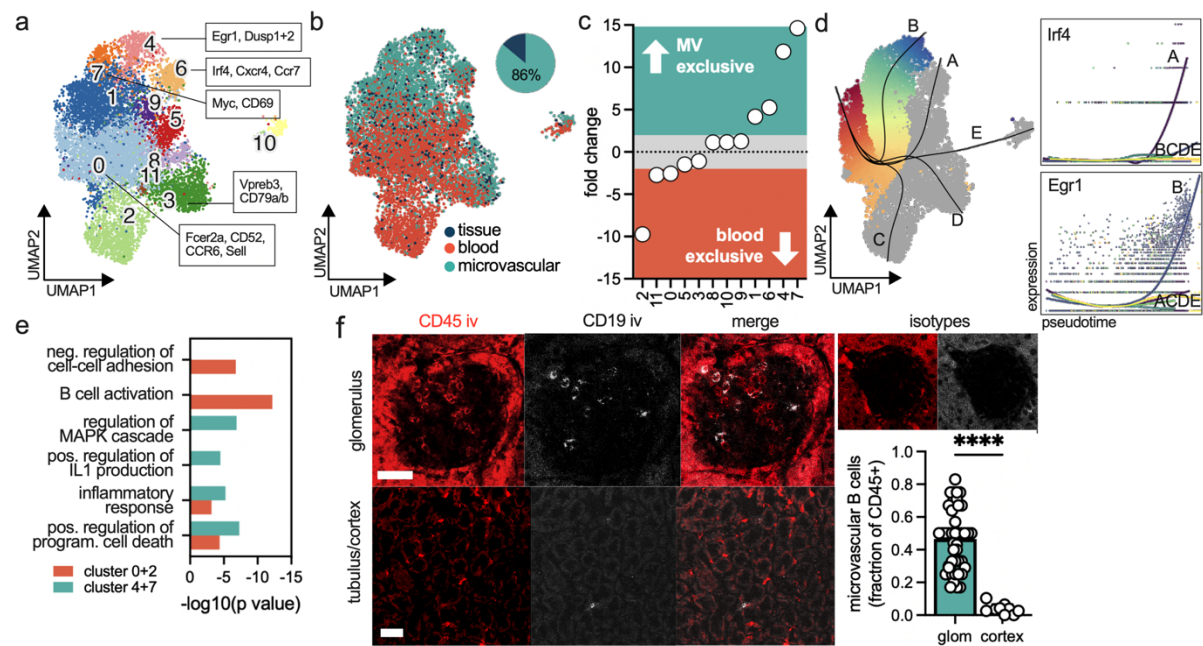 a
4
Egr1, Dusp1+2
6
Irf4, Cxcr4, Ccr7
7
1
9
Myc, CD69
5
10
0
8
11
3
Vpreb3,
CD79a/b
2
Fcer2a, CD52,
CCR6, Sell
UMAP2
UMAP1
b
86%
tissue
blood
microvascular
UMAP2
UMAP1
c
15
10
5
0
-5
-10
-15
fold change
MV
exclusive
blood
exclusive
2
11
0
5
3
8
10
9
1
6
4
7
d
B
A
E
D
C
UMAP2
UMAP1
Irf4
A
BCDE
Egr1
B
ACDE
expression
pseudotime
e
neg. regulation of
cell-cell adhesion
B cell activation
regulation of
MAPK cascade
pos. regulation of
IL1 production
inflammatory
response
pos. regulation of
program. cell death
0
-5
-10
-15
cluster 0+2
cluster 4+7
-log10(p value)
f
CD45 iv
CD19 iv
merge
isotypes
glomerulus
tubulus/cortex
****
microvascular B cells
(fractrion of CD45+)
1.0
0.8
0.6
0.4
0.2
0.0
glom
cortex